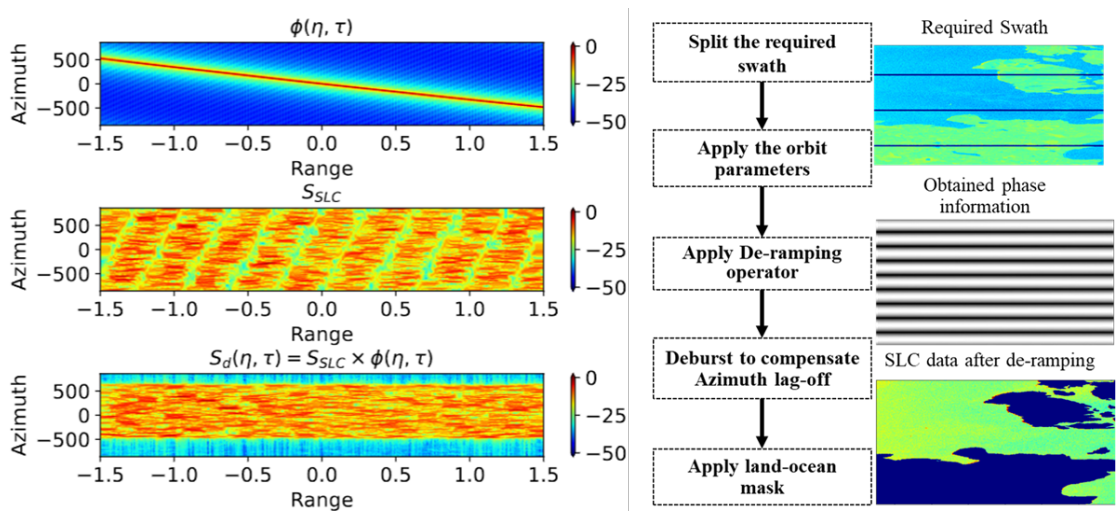 ϕ(η, τ)
Azimuth
500
0
−500
−1.5 −1.0 −0.5 0.0 0.5 1.0 1.5
Range
0
−25
−50
S_SLC
Azimuth
500
0
−500
−1.5 −1.0 −0.5 0.0 0.5 1.0 1.5
Range
0
−25
−50
S_d(η, τ) = S_SLC × ϕ(η, τ)
Azimuth
500
0
−500
−1.5 −1.0 −0.5 0.0 0.5 1.0 1.5
Range
0
−25
−50
Split the required
swath
Apply the orbit
parameters
Apply De-ramping
operator
Deburst to compensate
Azimuth lag-off
Apply land-ocean
mask
Required Swath
Obtained phase
information
SLC data after de-ramping